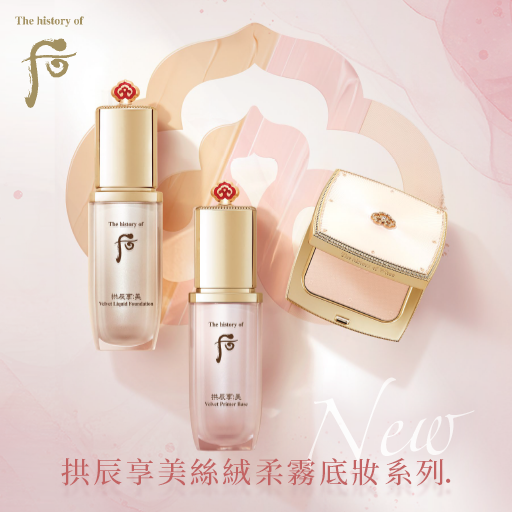 The history of
后
The history of
后
拱辰享:美
Velvet Liquid Foundation
The history of
后
拱辰享:美
Velvet Primer Base
New
拱辰享美絲絨柔霧底妝系列.